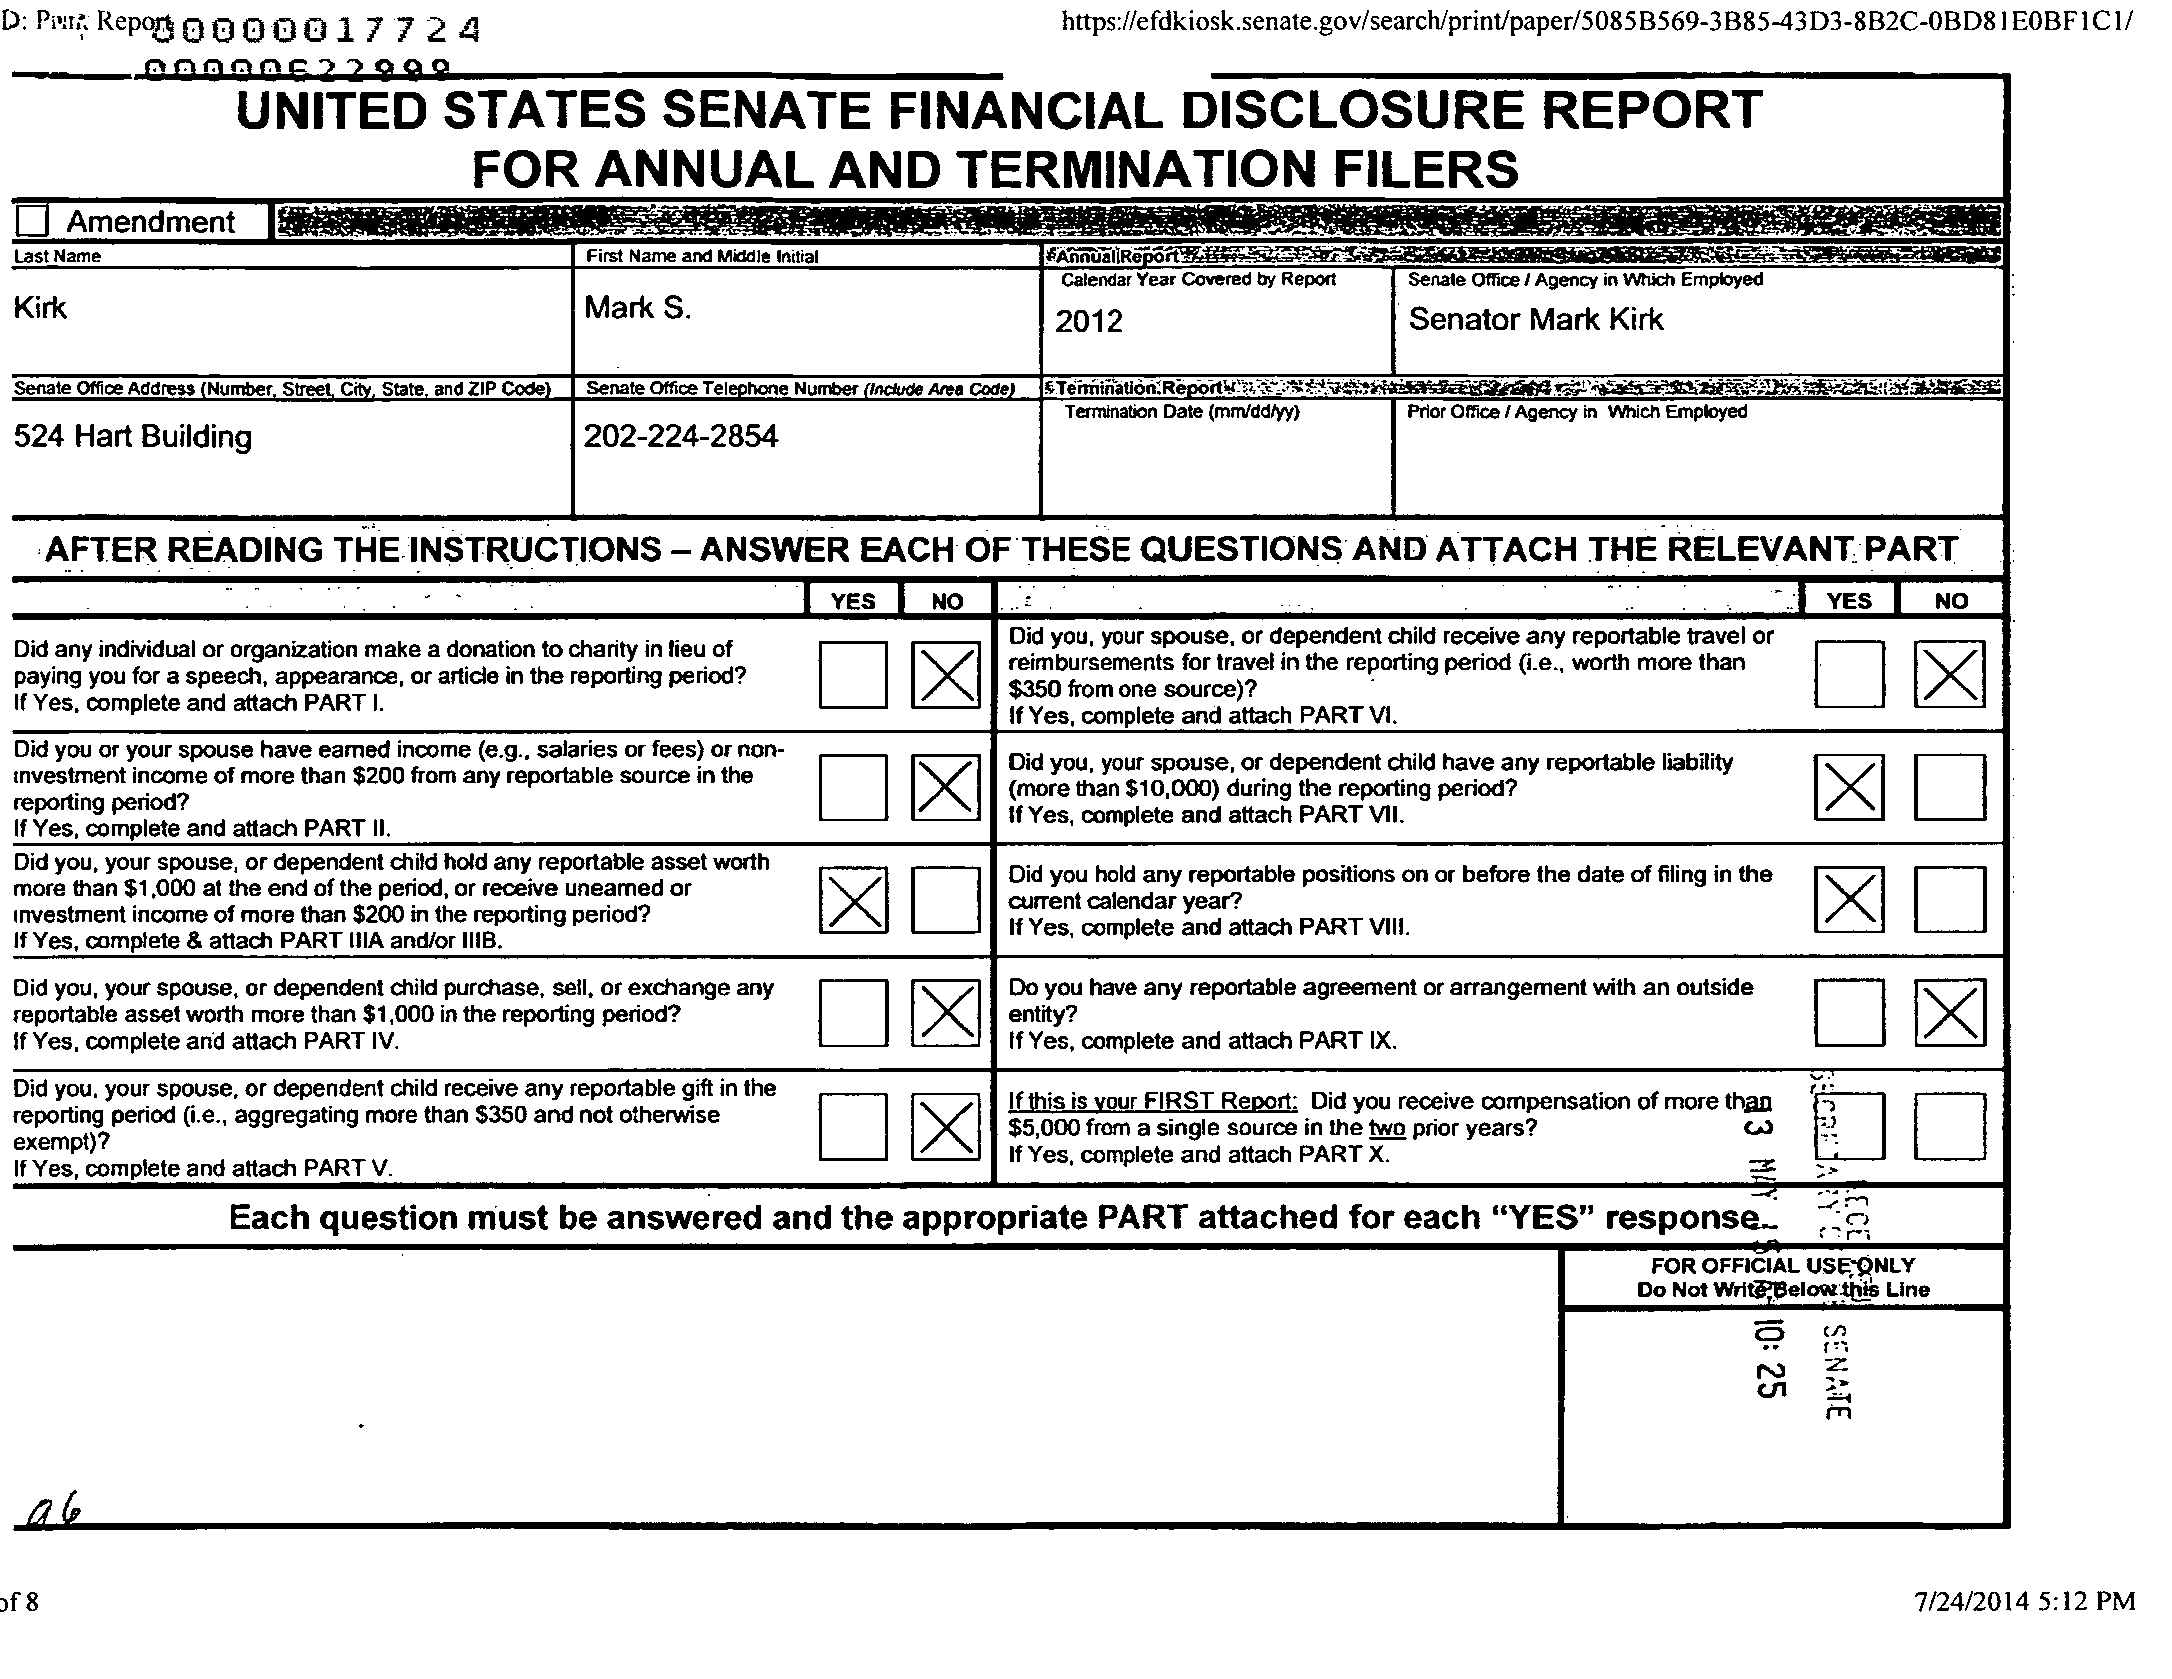 D: Print Report
https://efdkiosk.senate.gov/search/print/paper/5085B569-3B85-43D3-8B2C-0BD81E0BF1C1/
00000017724
UNITED STATES SENATE FINANCIAL DISCLOSURE REPORT
FOR ANNUAL AND TERMINATION FILERS
Amendment
Last Name
First Name and Middle Initial
Annual Report
Calendar Year Covered by Report
Senate Office / Agency in Which Employed
Kirk
Mark S.
2012
Senator Mark Kirk
Senate Office Address (Number, Street, City, State, and ZIP Code)
Senate Office Telephone Number (Include Area Code)
Termination Report
Termination Date (mm/dd/yy)
Prior Office / Agency in Which Employed
524 Hart Building
202-224-2854
AFTER READING THE INSTRUCTIONS – ANSWER EACH OF THESE QUESTIONS AND ATTACH THE RELEVANT PART
YES NO
YES NO
Did any individual or organization make a donation to charity in lieu of
paying you for a speech, appearance, or article in the reporting period?
If Yes, complete and attach PART I.
Did you, your spouse, or dependent child receive any reportable travel or
reimbursements for travel in the reporting period (i.e., worth more than
$350 from one source)?
If Yes, complete and attach PART VI.
Did you or your spouse have earned income (e.g., salaries or fees) or non-
investment income of more than $200 from any reportable source in the
reporting period?
If Yes, complete and attach PART II.
Did you, your spouse, or dependent child have any reportable liability
(more than $10,000) during the reporting period?
If Yes, complete and attach PART VII.
Did you, your spouse, or dependent child hold any reportable asset worth
more than $1,000 at the end of the period, or receive unearned or
investment income of more than $200 in the reporting period?
If Yes, complete & attach PART IIIA and/or IIIB.
Did you hold any reportable positions on or before the date of filing in the
current calendar year?
If Yes, complete and attach PART VIII.
Did you, your spouse, or dependent child purchase, sell, or exchange any
reportable asset worth more than $1,000 in the reporting period?
If Yes, complete and attach PART IV.
Do you have any reportable agreement or arrangement with an outside
entity?
If Yes, complete and attach PART IX.
Did you, your spouse, or dependent child receive any reportable gift in the
reporting period (i.e., aggregating more than $350 and not otherwise
exempt)?
If Yes, complete and attach PART V.
If this is your FIRST Report: Did you receive compensation of more than
$5,000 from a single source in the two prior years?
If Yes, complete and attach PART X.
Each question must be answered and the appropriate PART attached for each “YES” response.
FOR OFFICIAL USE ONLY
Do Not Write Below this Line
MAY
10:25
SENATE
of 8
7/24/2014 5:12 PM